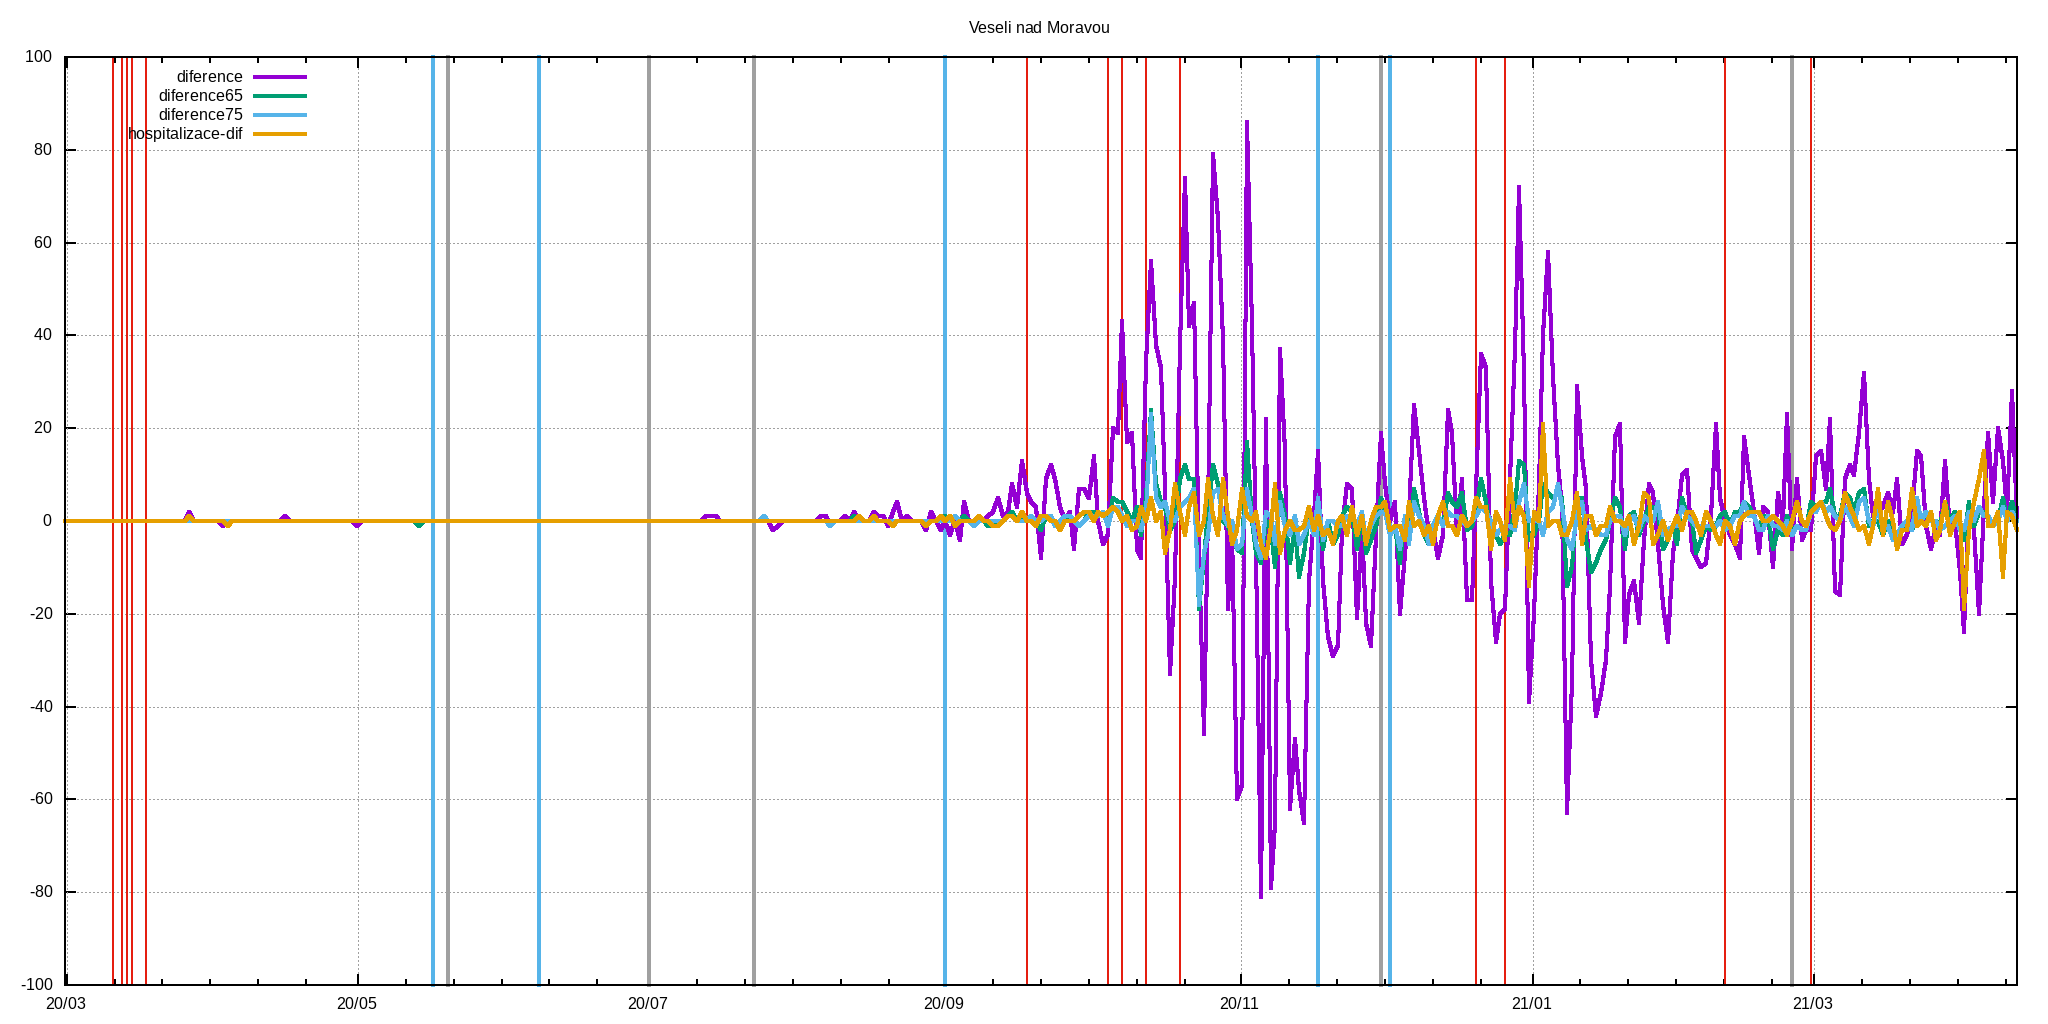 Veseli nad Moravou
diference
diference65
diference75
hospitalizace-dif
100
80
60
40
20
0
-20
-40
-60
-80
-100
20/03 20/05 20/07 20/09 20/11 21/01 21/03